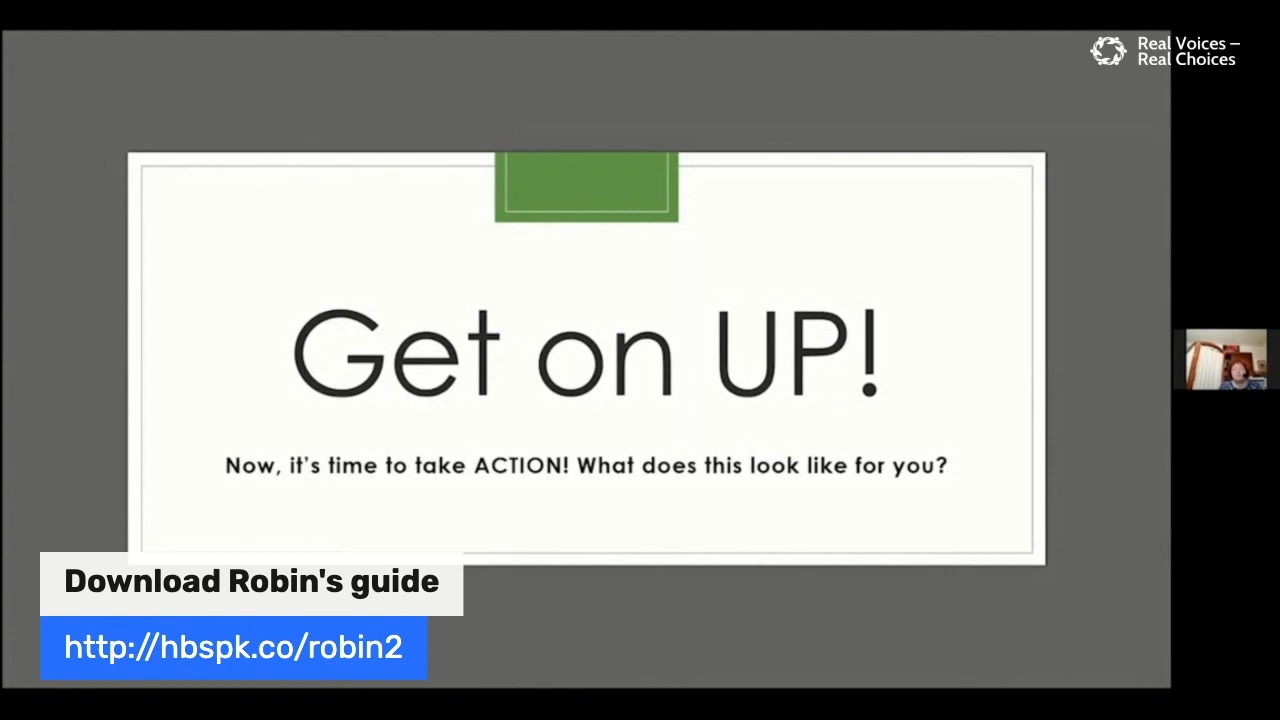 Real Voices –
Real Choices
Get on UP!
Now, it's time to take ACTION! What does this look like for you?
Download Robin's guide
http://hbspk.co/robin2